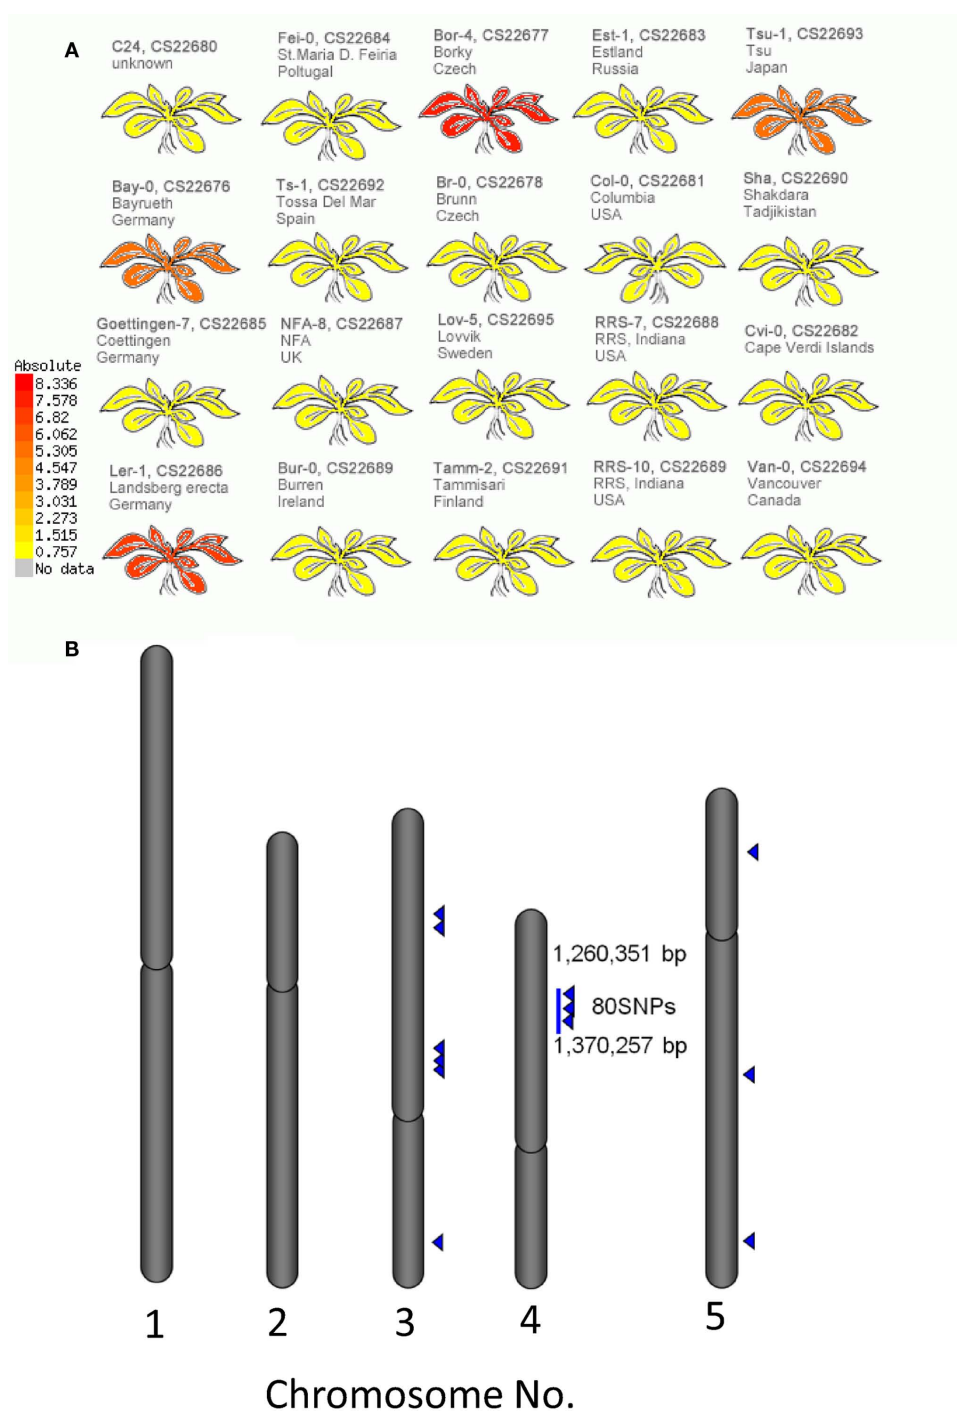 A
C24, CS22680
unknown
Fei-0, CS22684
St.Maria D. Feiria
Poltugal
Bor-4, CS22677
Borky
Czech
Est-1, CS22683
Estland
Russia
Tsu-1, CS22693
Tsu
Japan
Bay-0, CS22676
Bayrueth
Germany
Ts-1, CS22692
Tossa Del Mar
Spain
Br-0, CS22678
Brunn
Czech
Col-0, CS22681
Columbia
USA
Sha, CS22690
Shakdara
Tadjikistan
Goettingen-7, CS22685
Coettingen
Germany
NFA-8, CS22687
NFA
UK
Lov-5, CS22695
Lovvik
Sweden
RRS-7, CS22688
RRS, Indiana
USA
Cvi-0, CS22682
Cape Verdi Islands
Ler-1, CS22686
Landsberg erecta
Germany
Bur-0, CS22689
Burren
Ireland
Tamm-2, CS22691
Tammisari
Finland
RRS-10, CS22689
RRS, Indiana
USA
Van-0, CS22694
Vancouver
Canada
Absolute
8.336
7.578
6.82
6.062
5.305
4.547
3.789
3.031
2.273
1.515
0.757
No data
B
1,260,351 bp
80SNPs
1,370,257 bp
1
2
3
4
5
Chromosome No.